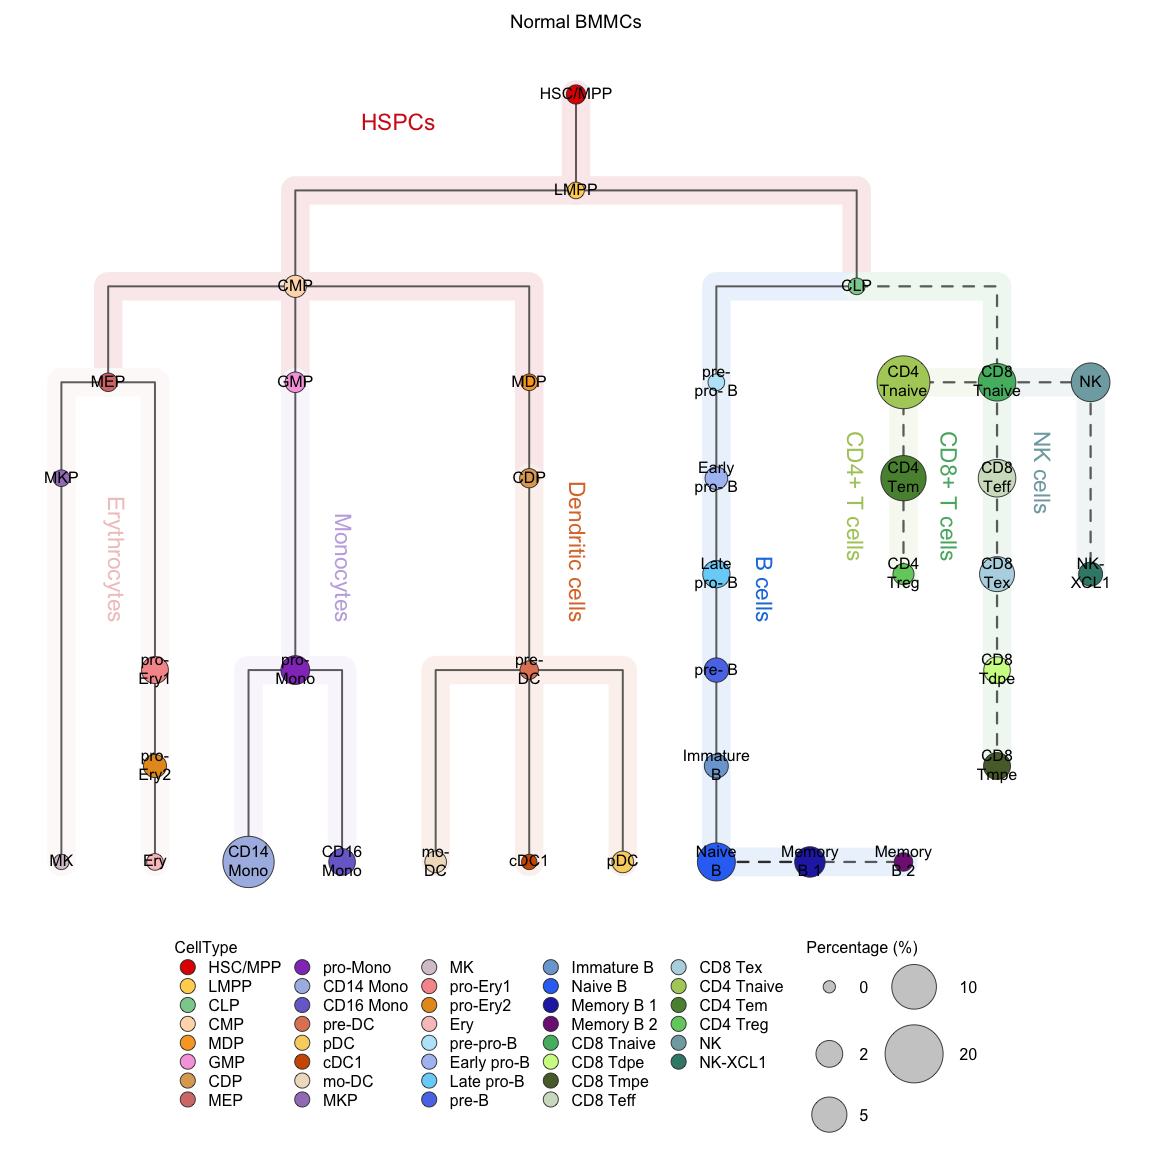 Normal BMMCs
HSC/MPP
HSPCs
LMPP
CMP
CLP
MEP
GMP
MDP
pre-
pro- B
CD4
Tnaive
CD8
Tnaive
NK
MKP
CDP
Early
pro- B
CD4
Tem
CD8
Teff
Erythrocytes
Monocytes
Dendritic cells
B cells
CD4+ T cells
CD8+ T cells
NK cells
Late
pro- B
CD4
Treg
CD8
Tex
NK-
XCL1
pro-
Ery1
pro-
Mono
pre-
DC
pre- B
CD8
Tdpe
pro-
Ery2
Immature
B
CD8
Tmpe
MK
Ery
CD14
Mono
CD16
Mono
mo-
DC
cDC1
pDC
Naive
B
Memory
B 1
Memory
B 2
CellType
HSC/MPP
LMPP
CLP
CMP
MDP
GMP
CDP
MEP
pro-Mono
CD14 Mono
CD16 Mono
pre-DC
pDC
cDC1
mo-DC
MKP
MK
pro-Ery1
pro-Ery2
Ery
pre-pro-B
Early pro-B
Late pro-B
pre-B
Immature B
Naive B
Memory B 1
Memory B 2
CD8 Tnaive
CD8 Tdpe
CD8 Tmpe
CD8 Teff
CD8 Tex
CD4 Tnaive
CD4 Tem
CD4 Treg
NK
NK-XCL1
Percentage (%)
0
2
5
10
20